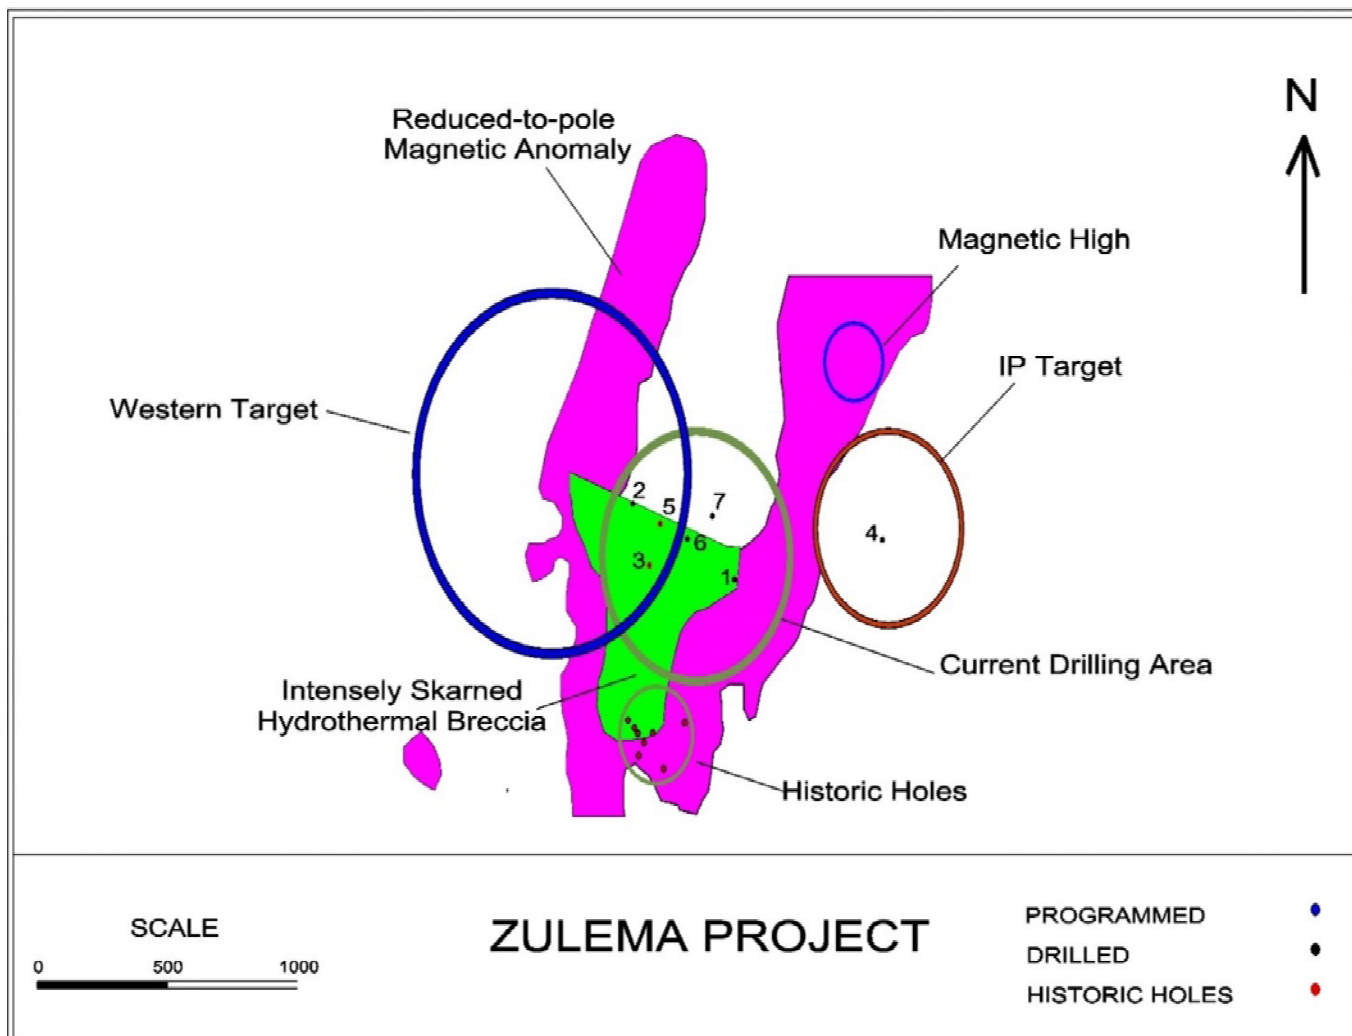 N
Reduced-to-pole
Magnetic Anomaly
Magnetic High
IP Target
Western Target
2
5
7
6
4
3
1
Current Drilling Area
Intensely Skarned
Hydrothermal Breccia
Historic Holes
SCALE
0 500 1000
ZULEMA PROJECT
PROGRAMMED
DRILLED
HISTORIC HOLES